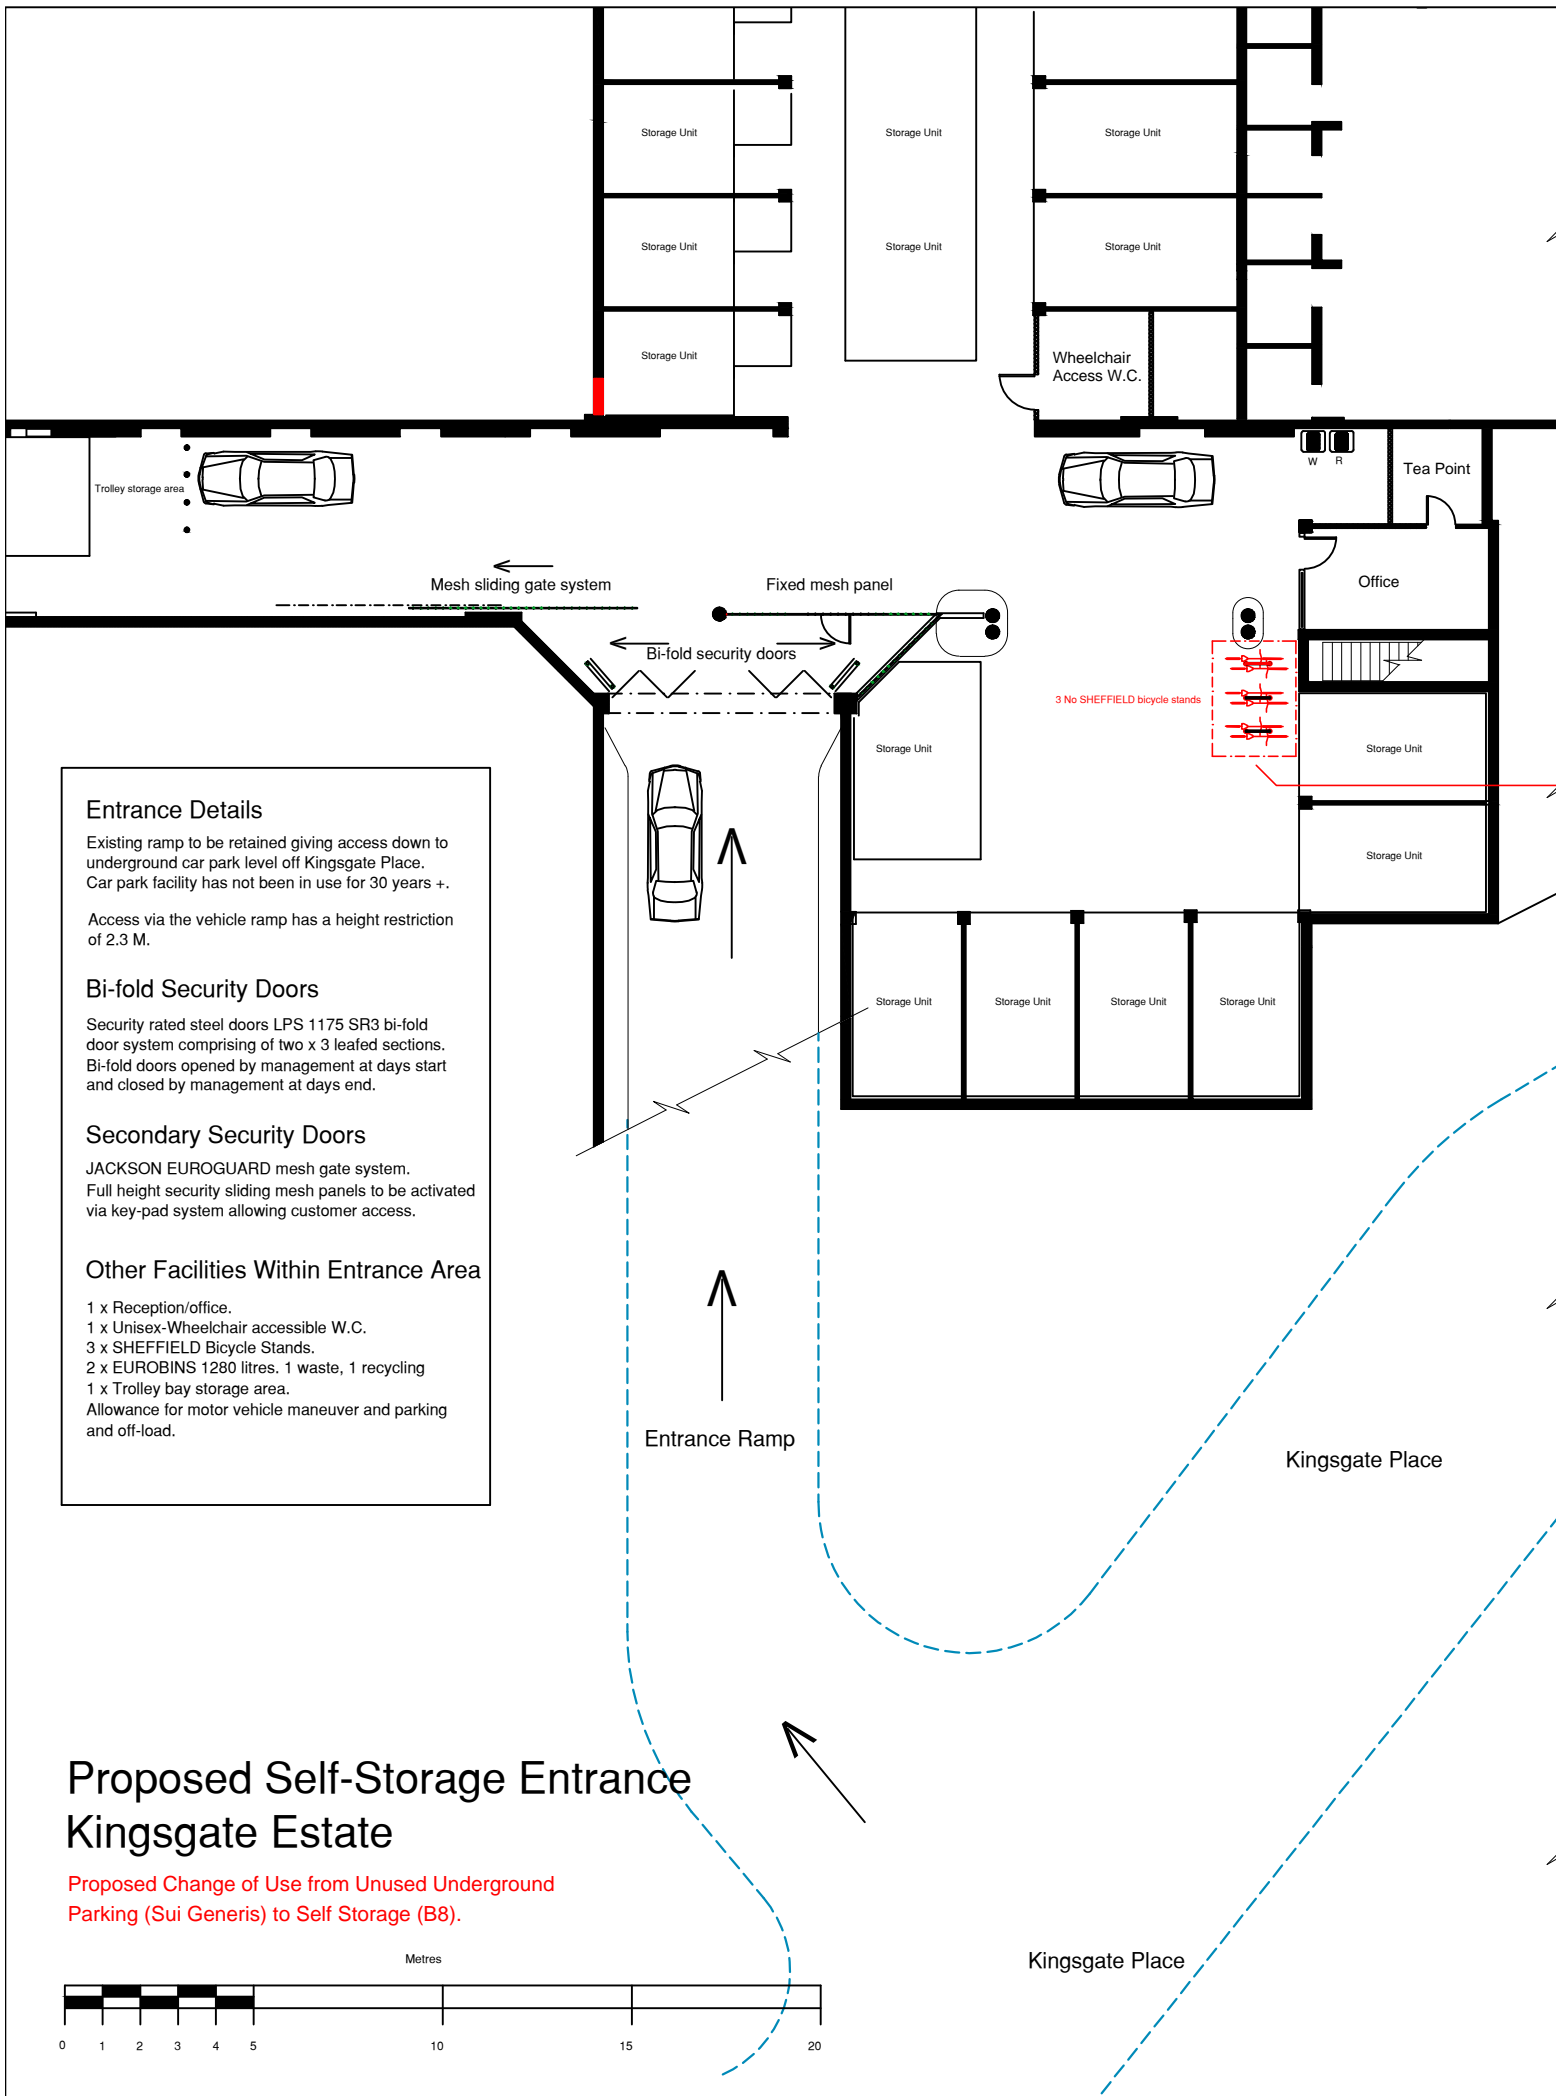 Storage Unit
Storage Unit
Storage Unit
Storage Unit
Storage Unit
Storage Unit
Storage Unit
Wheelchair
Access W.C.
W
R
Tea Point
Trolley storage area
Office
Mesh sliding gate system
Fixed mesh panel
Bi-fold security doors
3 No SHEFFIELD bicycle stands
Storage Unit
Storage Unit
Storage Unit
Storage Unit
Storage Unit
Storage Unit
Storage Unit
Entrance Details
Existing ramp to be retained giving access down to
underground car park level off Kingsgate Place.
Car park facility has not been in use for 30 years +.
Access via the vehicle ramp has a height restriction
of 2.3 M.
Bi-fold Security Doors
Security rated steel doors LPS 1175 SR3 bi-fold
door system comprising of two x 3 leafed sections.
Bi-fold doors opened by management at days start
and closed by management at days end.
Secondary Security Doors
JACKSON EUROGUARD mesh gate system.
Full height security sliding mesh panels to be activated
via key-pad system allowing customer access.
Other Facilities Within Entrance Area
1 x Reception/office.
1 x Unisex-Wheelchair accessible W.C.
3 x SHEFFIELD Bicycle Stands.
2 x EUROBINS 1280 litres. 1 waste, 1 recycling
1 x Trolley bay storage area.
Allowance for motor vehicle maneuver and parking
and off-load.
Entrance Ramp
Kingsgate Place
Kingsgate Place
Proposed Self-Storage Entrance
Kingsgate Estate
Proposed Change of Use from Unused Underground
Parking (Sui Generis) to Self Storage (B8).
Metres
0 1 2 3 4 5 10 15 20